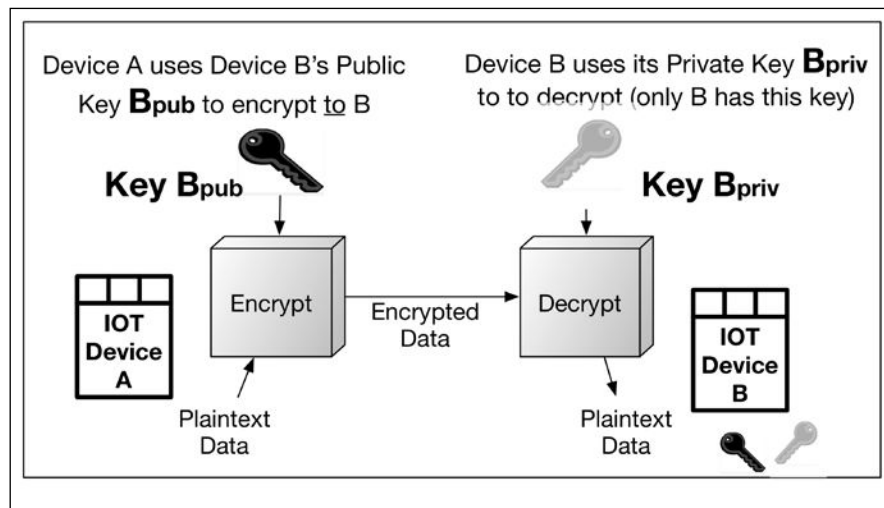 Device A uses Device B's Public
Key Bpub to encrypt to B
Device B uses its Private Key Bpriv
to to decrypt (only B has this key)
Key Bpub
Key Bpriv
Encrypt
Encrypted
Data
Decrypt
IOT
Device
A
IOT
Device
B
Plaintext
Data
Plaintext
Data